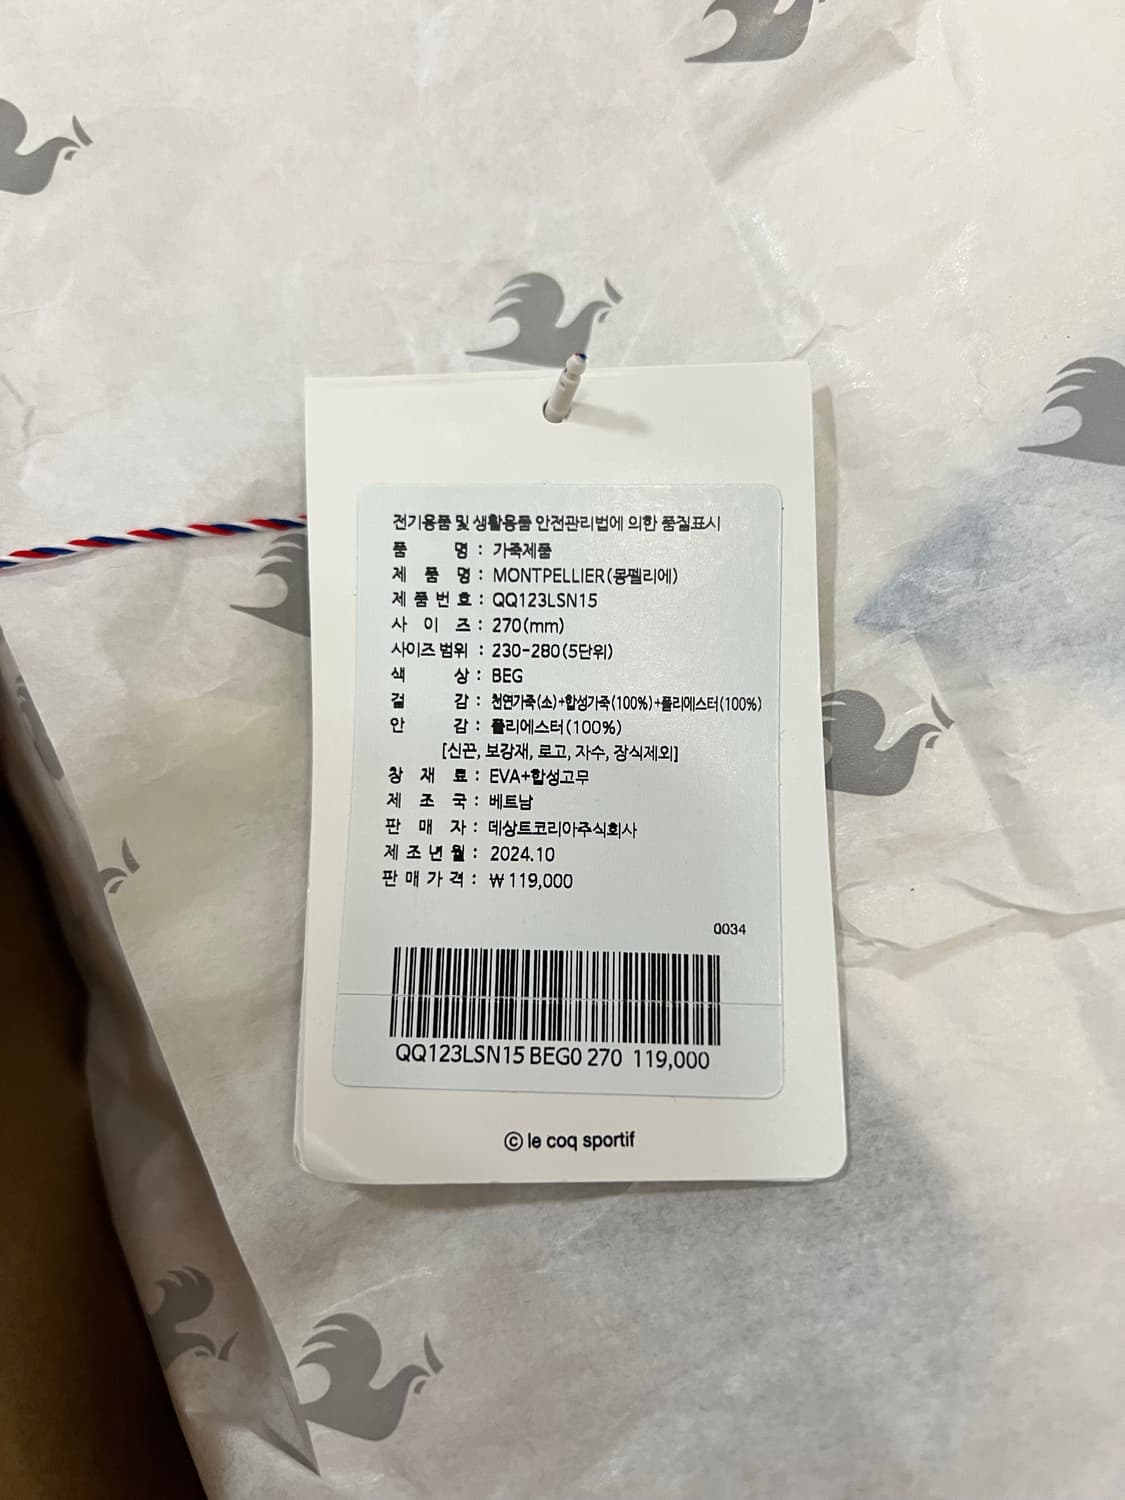 전기용품 및 생활용품 안전관리법에 의한 품질표시
품 명 : 가죽제품
제 품 명 : MONTPELLIER(몽펠리에)
제 품 번 호 : QQ123LSN15
사 이 즈 : 270(mm)
사이즈 범위 : 230-280(5단위)
색 상 : BEG
겉 감 : 천연가죽(소)+합성가죽(100%)+폴리에스터(100%)
안 감 : 폴리에스터(100%)
[신끈, 보강재, 로고, 자수, 장식제외]
창 재 료 : EVA+합성고무
제 조 국 : 베트남
판 매 자 : 데상트코리아주식회사
제 조 년 월 : 2024.10
판 매 가 격 : ₩119,000
0034
QQ123LSN15 BEG0 270 119,000
© le coq sportif